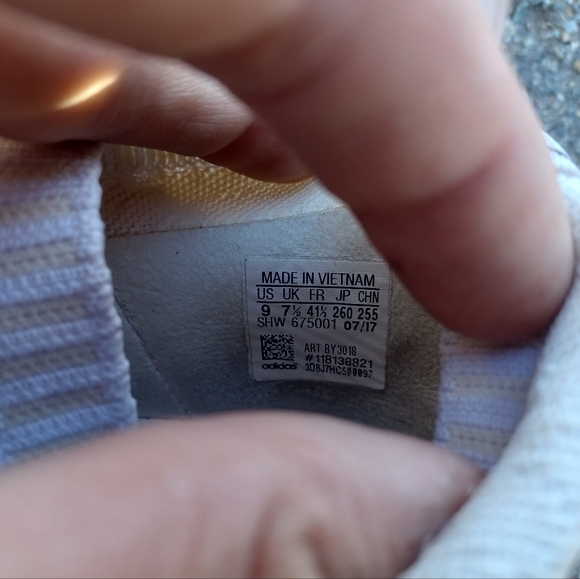 MADE IN VIETNAM
US UK FR JP CHN
9 7½ 41⅓ 260 255
SHW 675001 07/17
ART BY3018
#118138821
adidas 3DBJ7HCS00097